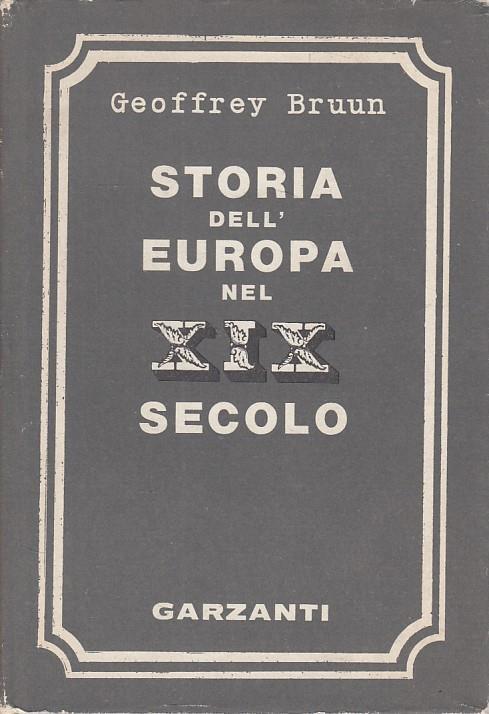 Geoffrey Bruun
STORIA
DELL'
EUROPA
NEL
XIX
SECOLO
GARZANTI